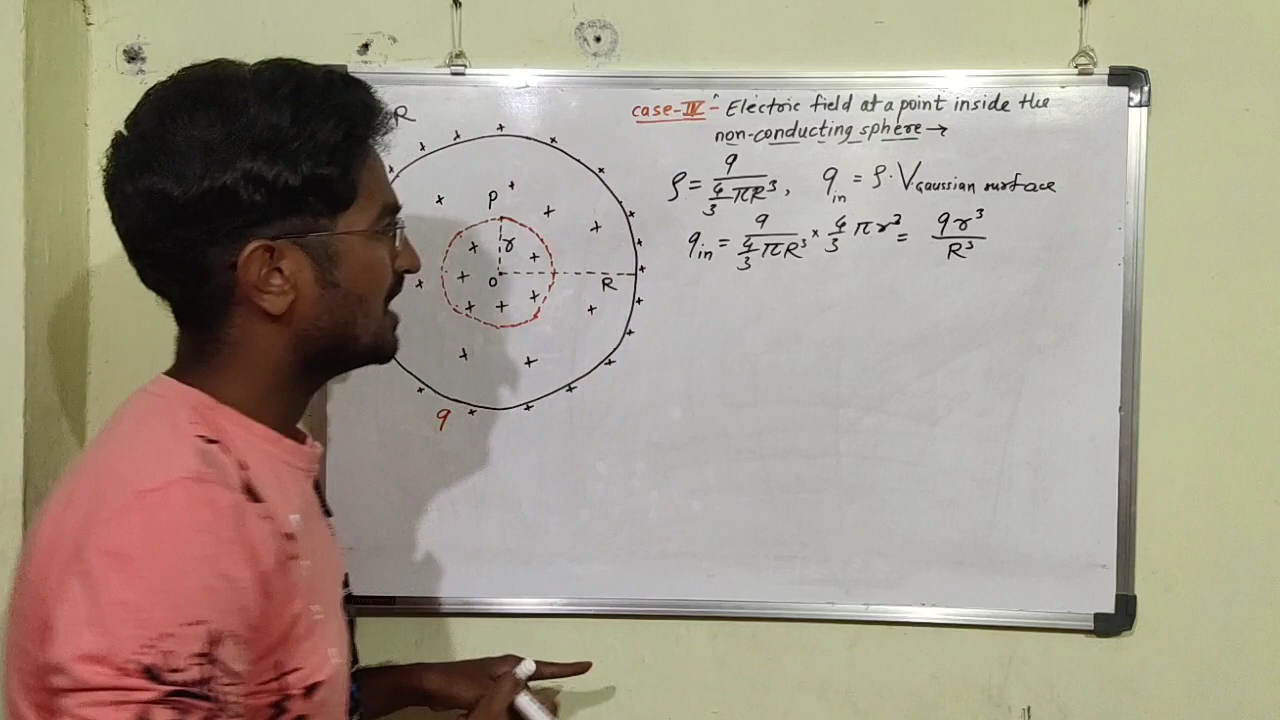 R
case-IV:- Electric field at a point inside the
non-conducting sphere →
ρ = q / (4/3 πR³), q_in = ρ·V_gaussian surface
q_in = q / (4/3 πR³) × 4/3 πr³ = qr³ / R³
P
r
O
R
q